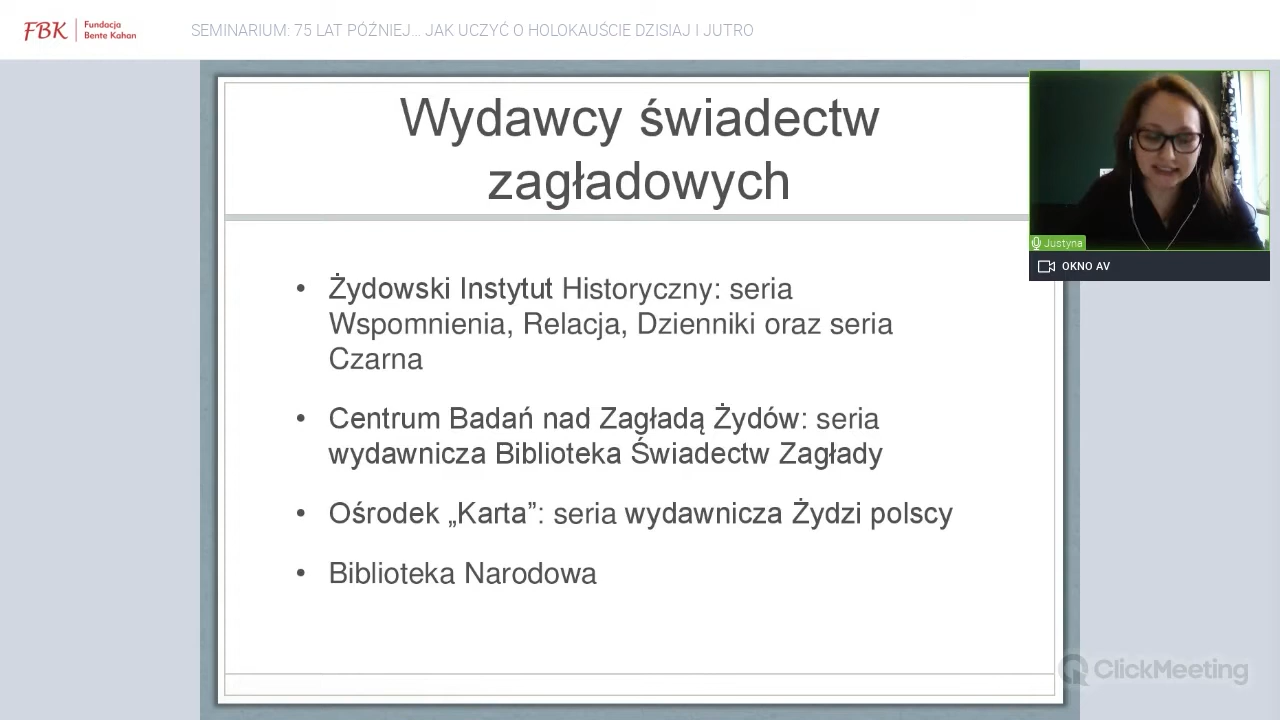 FBK Fundacja
Bente Kahan
SEMINARIUM: 75 LAT PÓŹNIEJ... JAK UCZYĆ O HOLOKAUŚCIE DZISIAJ I JUTRO
Wydawcy świadectw
zagładowych
• Żydowski Instytut Historyczny: seria
Wspomnienia, Relacja, Dzienniki oraz seria
Czarna
• Centrum Badań nad Zagładą Żydów: seria
wydawnicza Biblioteka Świadectw Zagłady
• Ośrodek „Karta”: seria wydawnicza Żydzi polscy
• Biblioteka Narodowa
Justyna
OKNO AV
ClickMeeting